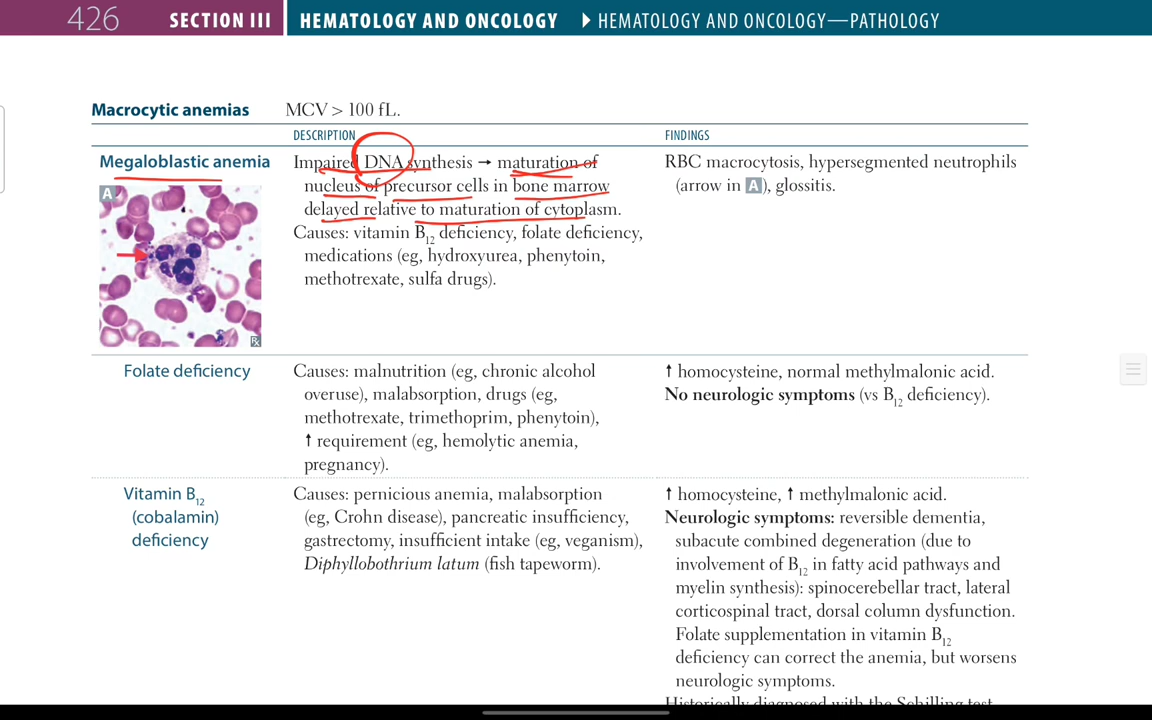 426 SECTION III HEMATOLOGY AND ONCOLOGY ▶ HEMATOLOGY AND ONCOLOGY—PATHOLOGY
Macrocytic anemias MCV > 100 fL.
DESCRIPTION FINDINGS
Megaloblastic anemia
A
Rx
Impaired DNA synthesis → maturation of
nucleus of precursor cells in bone marrow
delayed relative to maturation of cytoplasm.
Causes: vitamin B12 deficiency, folate deficiency,
medications (eg, hydroxyurea, phenytoin,
methotrexate, sulfa drugs).
RBC macrocytosis, hypersegmented neutrophils
(arrow in A), glossitis.
Folate deficiency
Causes: malnutrition (eg, chronic alcohol
overuse), malabsorption, drugs (eg,
methotrexate, trimethoprim, phenytoin),
↑ requirement (eg, hemolytic anemia,
pregnancy).
↑ homocysteine, normal methylmalonic acid.
No neurologic symptoms (vs B12 deficiency).
Vitamin B12
(cobalamin)
deficiency
Causes: pernicious anemia, malabsorption
(eg, Crohn disease), pancreatic insufficiency,
gastrectomy, insufficient intake (eg, veganism),
Diphyllobothrium latum (fish tapeworm).
↑ homocysteine, ↑ methylmalonic acid.
Neurologic symptoms: reversible dementia,
subacute combined degeneration (due to
involvement of B12 in fatty acid pathways and
myelin synthesis): spinocerebellar tract, lateral
corticospinal tract, dorsal column dysfunction.
Folate supplementation in vitamin B12
deficiency can correct the anemia, but worsens
neurologic symptoms.
Historically diagnosed with the Schilling test,